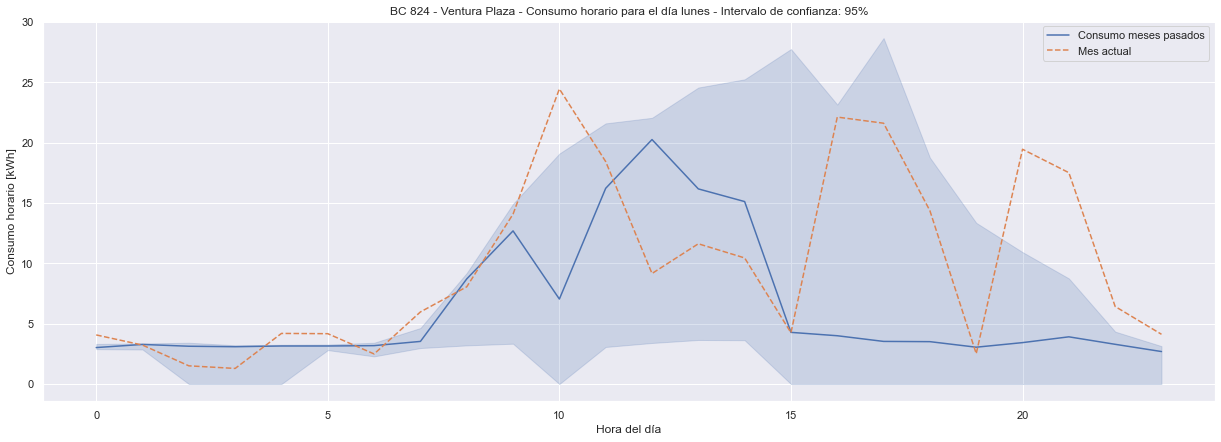 BC 824 - Ventura Plaza - Consumo horario para el día lunes - Intervalo de confianza: 95%
Consumo meses pasados
Mes actual
Consumo horario [kWh]
30
25
20
15
10
5
0
0
5
10
15
20
Hora del día